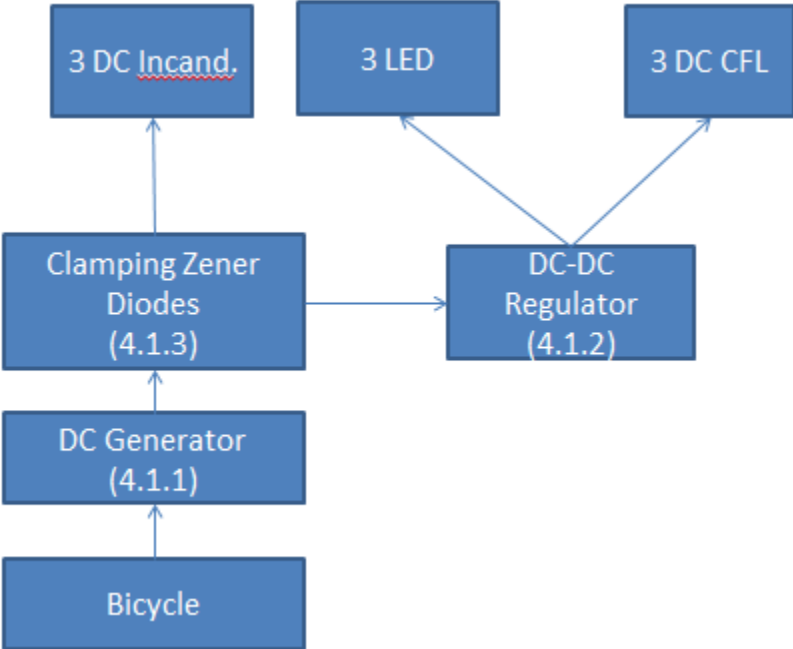 3 DC Incand.
3 LED
3 DC CFL
Clamping Zener
Diodes
(4.1.3)
DC-DC
Regulator
(4.1.2)
DC Generator
(4.1.1)
Bicycle